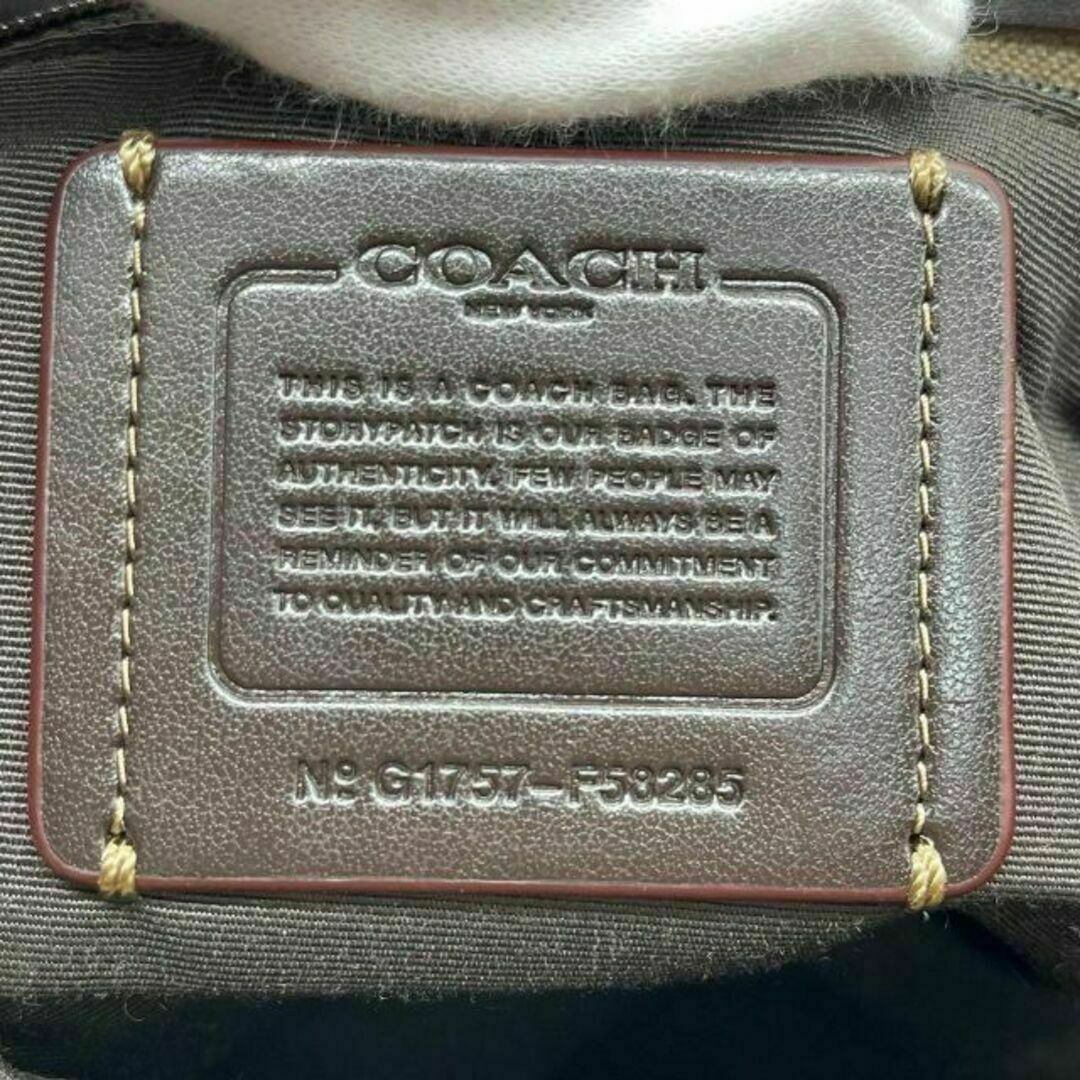 COACH
NEW YORK
THIS IS A COACH BAG. THE
STORYPATCH IS OUR BADGE OF
AUTHENTICITY. FEW PEOPLE MAY
SEE IT, BUT IT WILL ALWAYS BE A
REMINDER OF OUR COMMITMENT
TO QUALITY AND CRAFTSMANSHIP.
Nº G1757-F58285